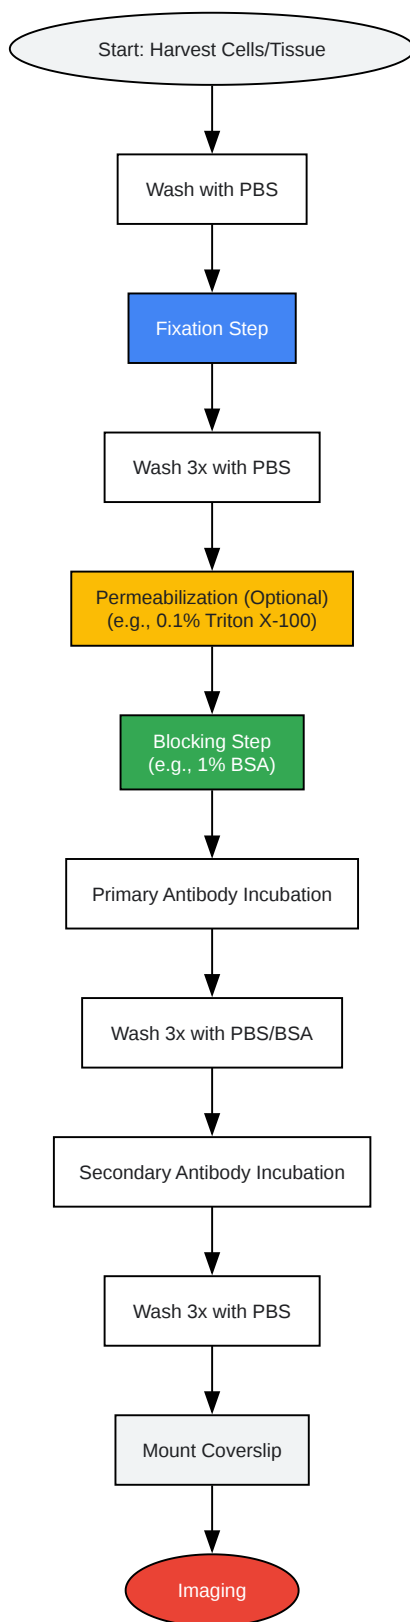 Start: Harvest Cells/Tissue
Wash with PBS
Fixation Step
Wash 3x with PBS
Permeabilization (Optional)
(e.g., 0.1% Triton X-100)
Blocking Step
(e.g., 1% BSA)
Primary Antibody Incubation
Wash 3x with PBS/BSA
Secondary Antibody Incubation
Wash 3x with PBS
Mount Coverslip
Imaging